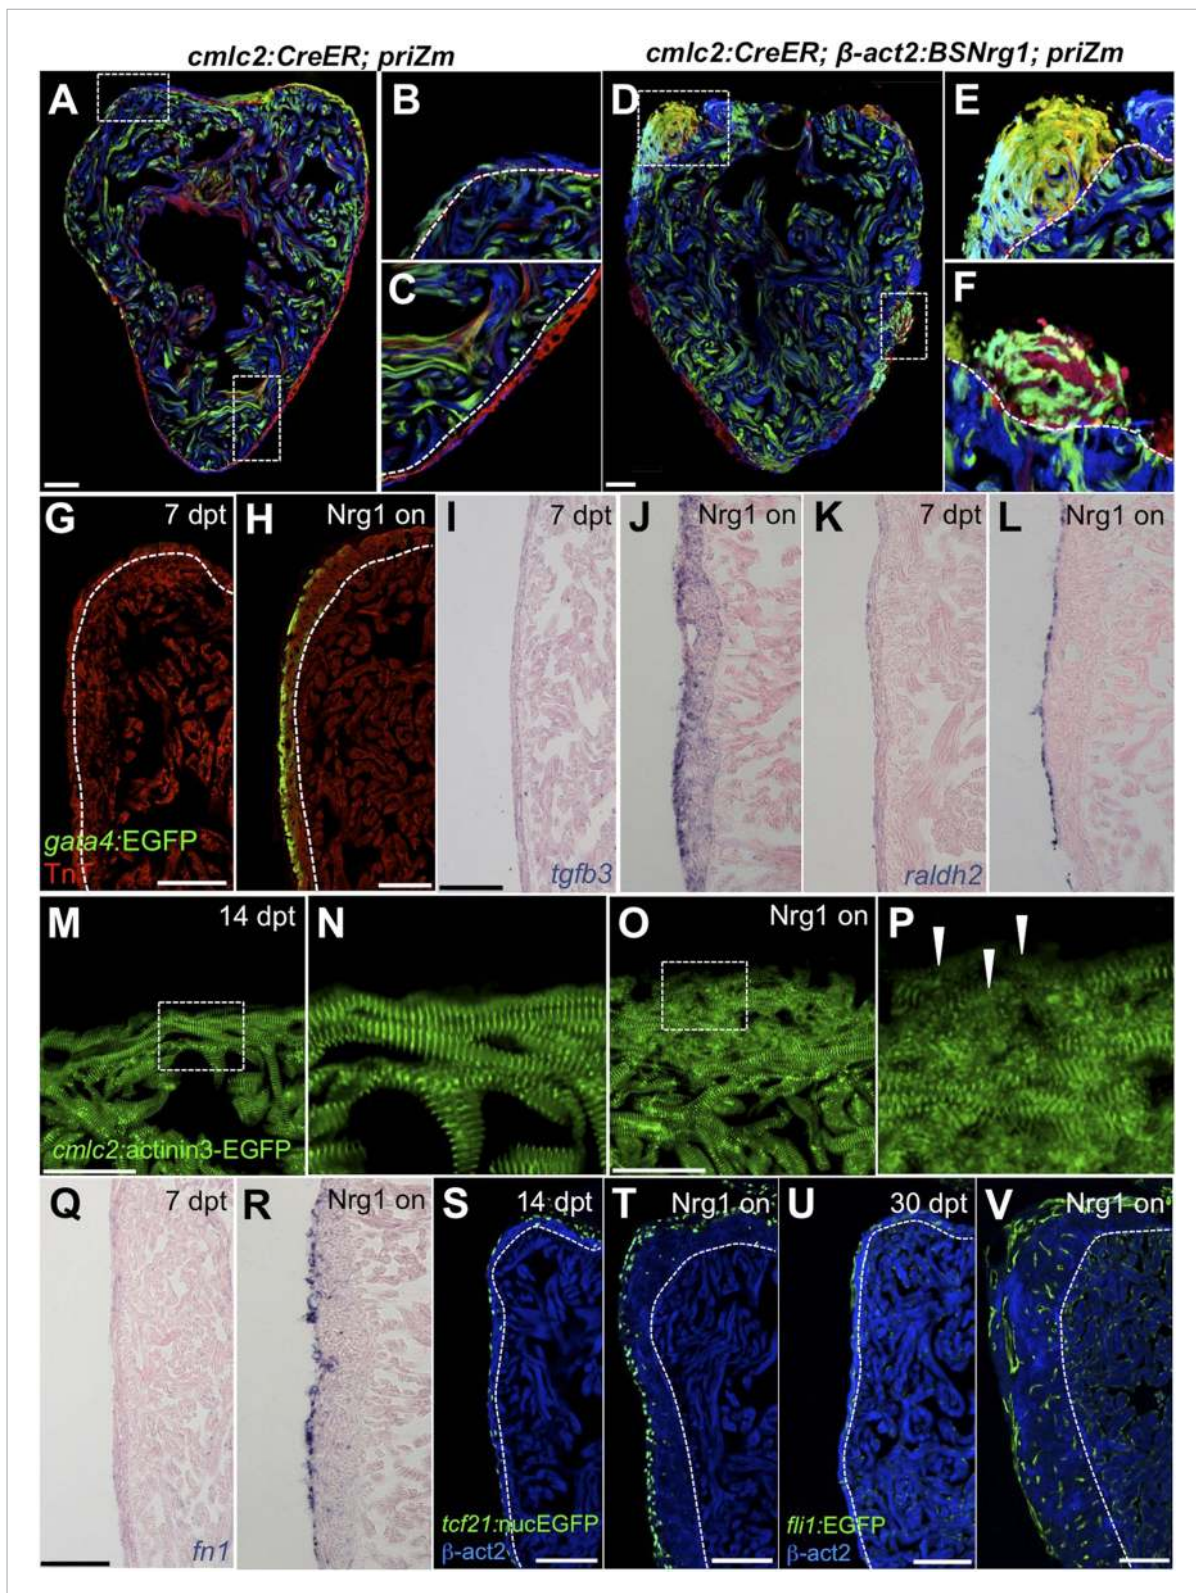 cmlc2:CreER; priZm
cmlc2:CreER; β-act2:BSNrg1; priZm
A
B
C
D
E
F
G 7 dpt
gata4:EGFP
TnT
H Nrg1 on
I 7 dpt
tgfb3
J Nrg1 on
K 7 dpt
raldh2
L Nrg1 on
M 14 dpt
cmlc2:actinin3-EGFP
N
O Nrg1 on
P
Q 7 dpt
fn1
R Nrg1 on
S 14 dpt
tcf21:nucEGFP
β-act2
T Nrg1 on
U 30 dpt
fli1:EGFP
β-act2
V Nrg1 on